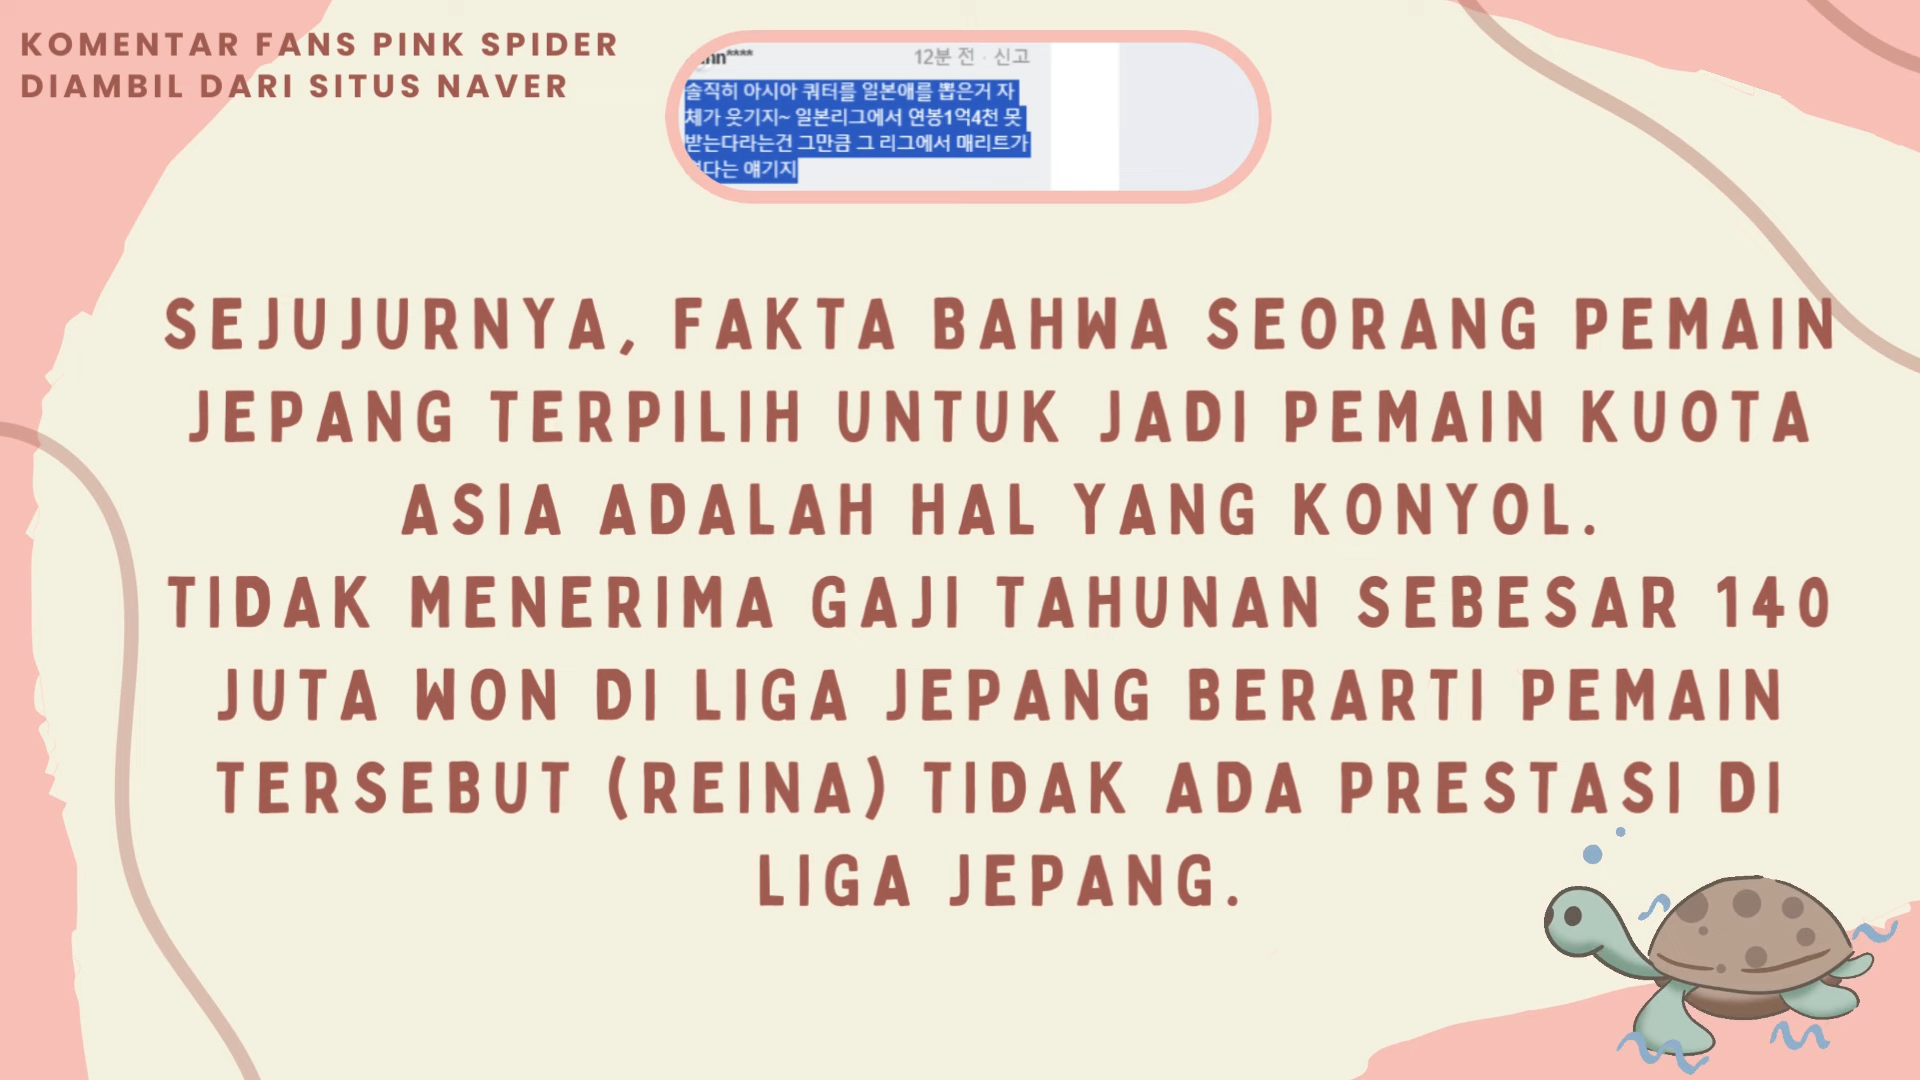 KOMENTAR FANS PINK SPIDER
DIAMBIL DARI SITUS NAVER
12분 전 · 신고
솔직히 아시아 쿼터를 일본애를 뽑은거 자
체가 웃기지~ 일본리그에서 연봉1억4천 못
받는다라는건 그만큼 그 리그에서 매리트가
다는 얘기지
SEJUJURNYA, FAKTA BAHWA SEORANG PEMAIN
JEPANG TERPILIH UNTUK JADI PEMAIN KUOTA
ASIA ADALAH HAL YANG KONYOL.
TIDAK MENERIMA GAJI TAHUNAN SEBESAR 140
JUTA WON DI LIGA JEPANG BERARTI PEMAIN
TERSEBUT (REINA) TIDAK ADA PRESTASI DI
LIGA JEPANG.